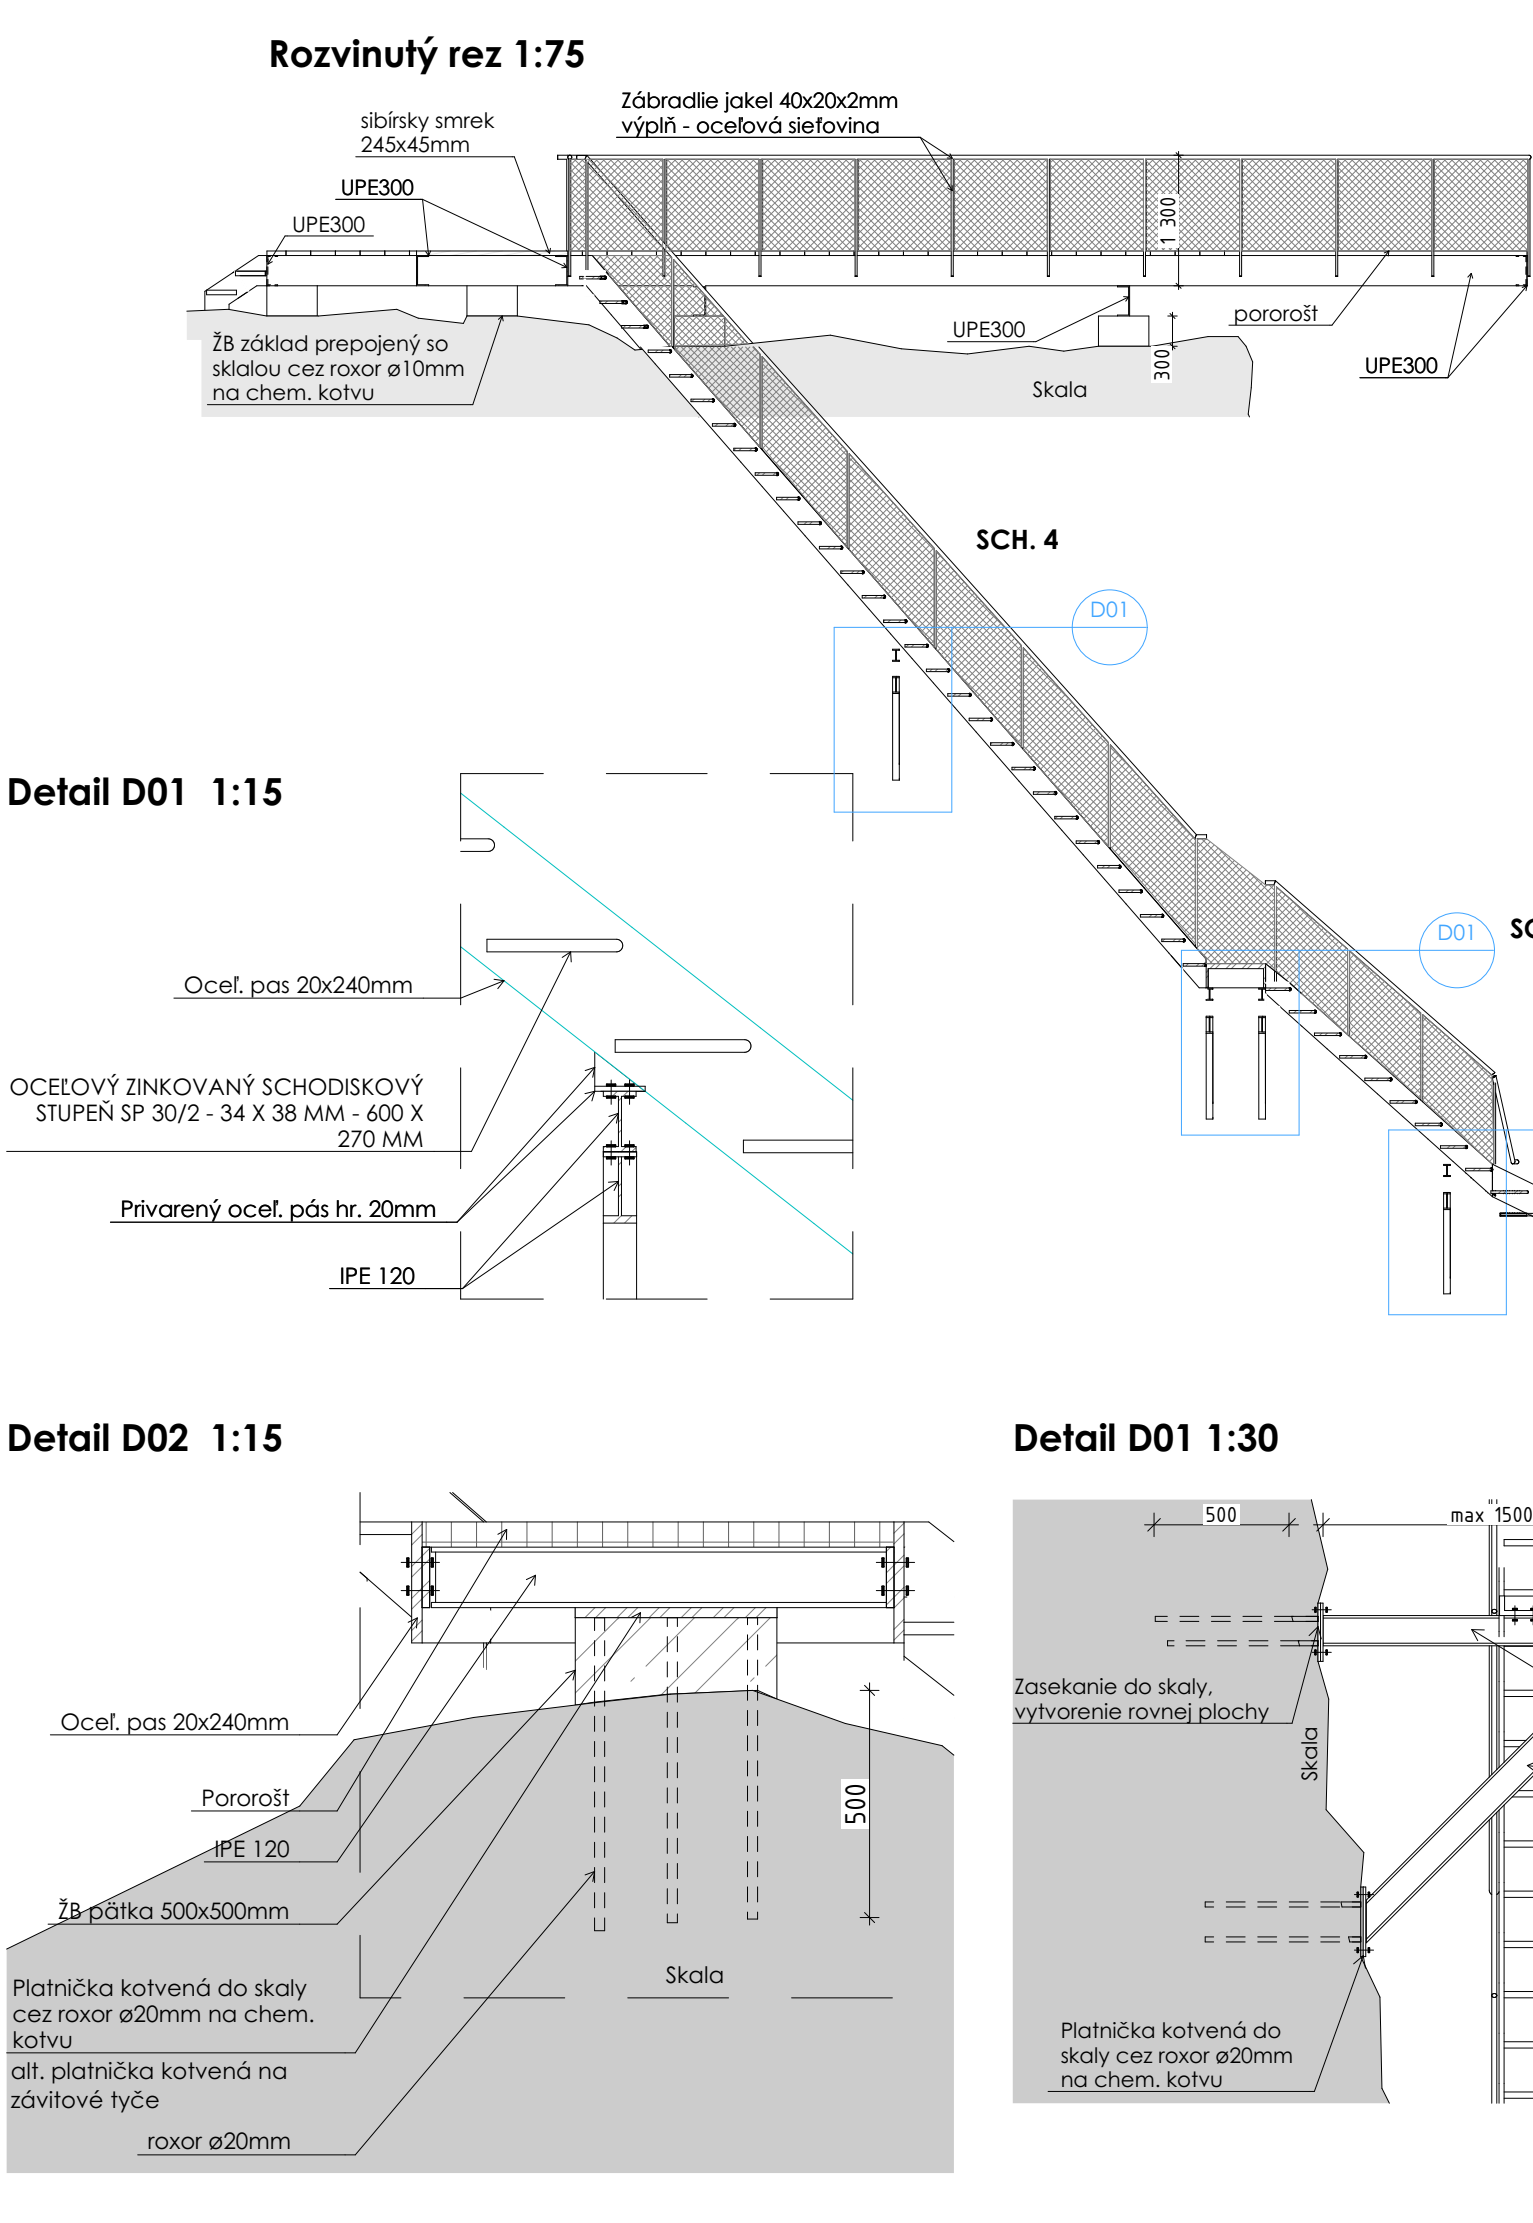 Rozvinutý rez 1:75
Zábradlie jakel 40x20x2mm
výplň - oceľová sieťovina
sibírsky smrek
245x45mm
UPE300
UPE300
1 300
ŽB základ prepojený so
sklalou cez roxor ø10mm
na chem. kotvu
UPE300
300
pororošt
UPE300
Skala
SCH. 4
D01
Detail D01 1:15
D01
Oceľ. pas 20x240mm
OCEĽOVÝ ZINKOVANÝ SCHODISKOVÝ
STUPEŇ SP 30/2 - 34 X 38 MM - 600 X
270 MM
Privarený oceľ. pás hr. 20mm
IPE 120
Detail D02 1:15
Oceľ. pas 20x240mm
Pororošt
IPE 120
ŽB pätka 500x500mm
500
Skala
Platnička kotvená do skaly
cez roxor ø20mm na chem.
kotvu
alt. platnička kotvená na
závitové tyče
roxor ø20mm
Detail D01 1:30
500
max 1500
Zasekanie do skaly,
vytvorenie rovnej plochy
Skala
Platnička kotvená do
skaly cez roxor ø20mm
na chem. kotvu